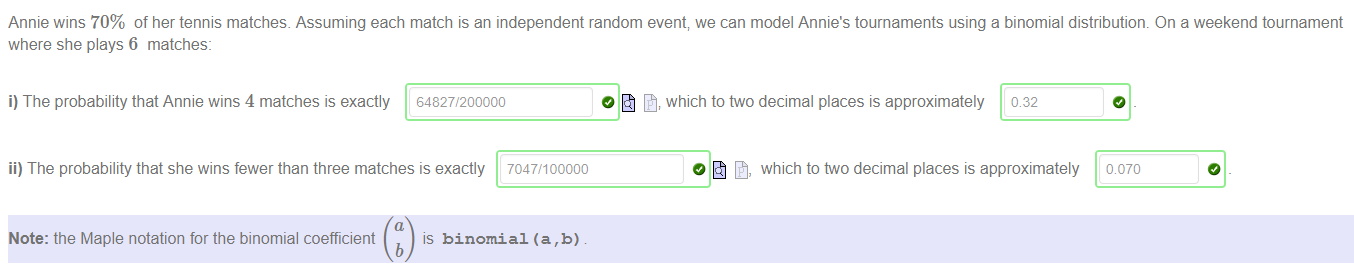 Annie wins 70% of her tennis matches. Assuming each match is an independent random event, we can model Annie's tournaments using a binomial distribution. On a weekend tournament
where she plays 6 matches:
i) The probability that Annie wins 4 matches is exactly 64827/200000 , which to two decimal places is approximately 0.32 .
ii) The probability that she wins fewer than three matches is exactly 7047/100000 , which to two decimal places is approximately 0.070 .
Note: the Maple notation for the binomial coefficient (a b) is binomial(a,b).